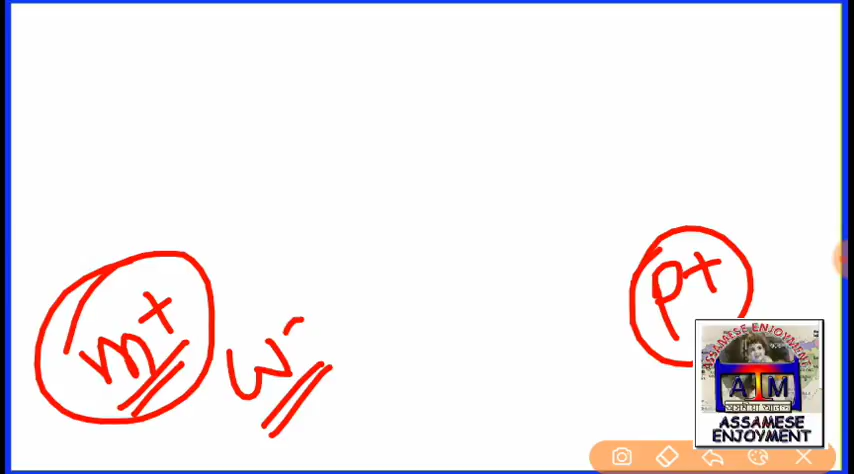 m+
w
P+
ASSAMESE ENJOYMENT
ATM
ASSAMESE
ENJOYMENT